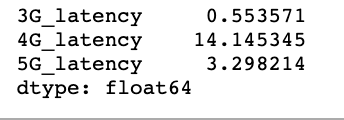 3G_latency 0.553571
4G_latency 14.145345
5G_latency 3.298214
dtype: float64